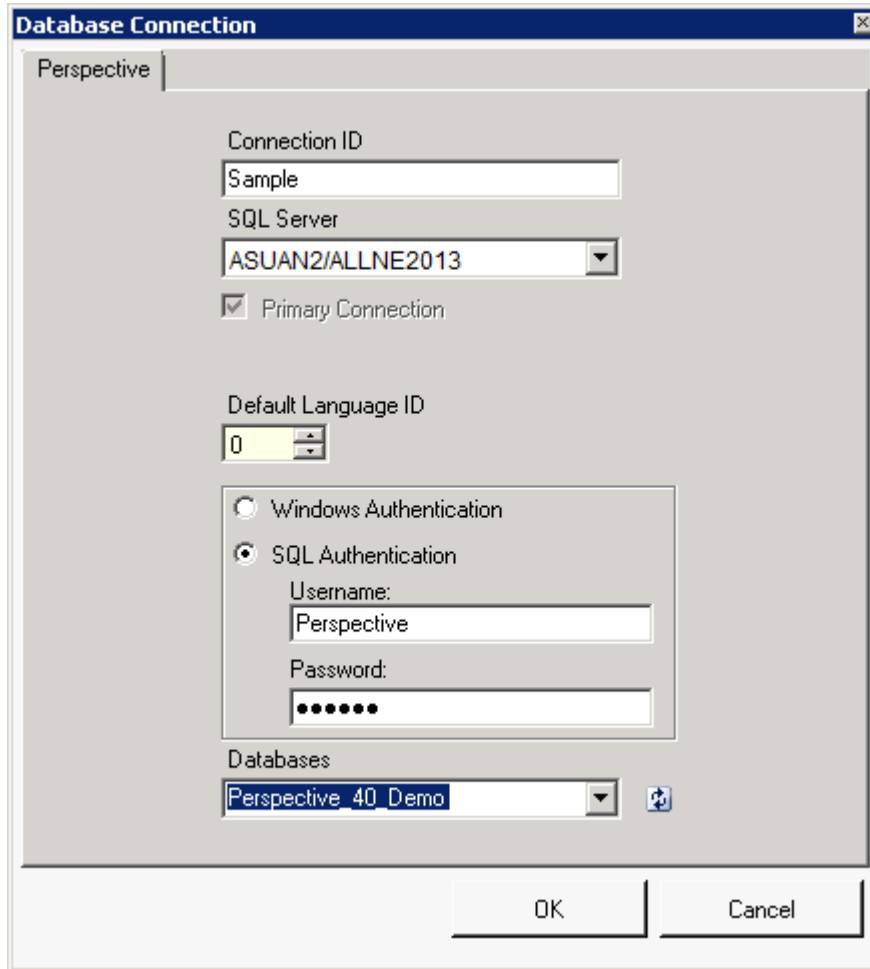 Database Connection
Perspective
Connection ID
Sample
SQL Server
ASUAN2/ALLNE2013
Primary Connection
Default Language ID
0
Windows Authentication
SQL Authentication
Username:
Perspective
Password:
●●●●●●
Databases
Perspective_40_Demo
OK Cancel